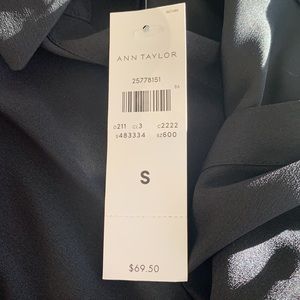 ANN TAYLOR
25778151
D211 CL3 C2222
S483334 SZ600
S
$69.50